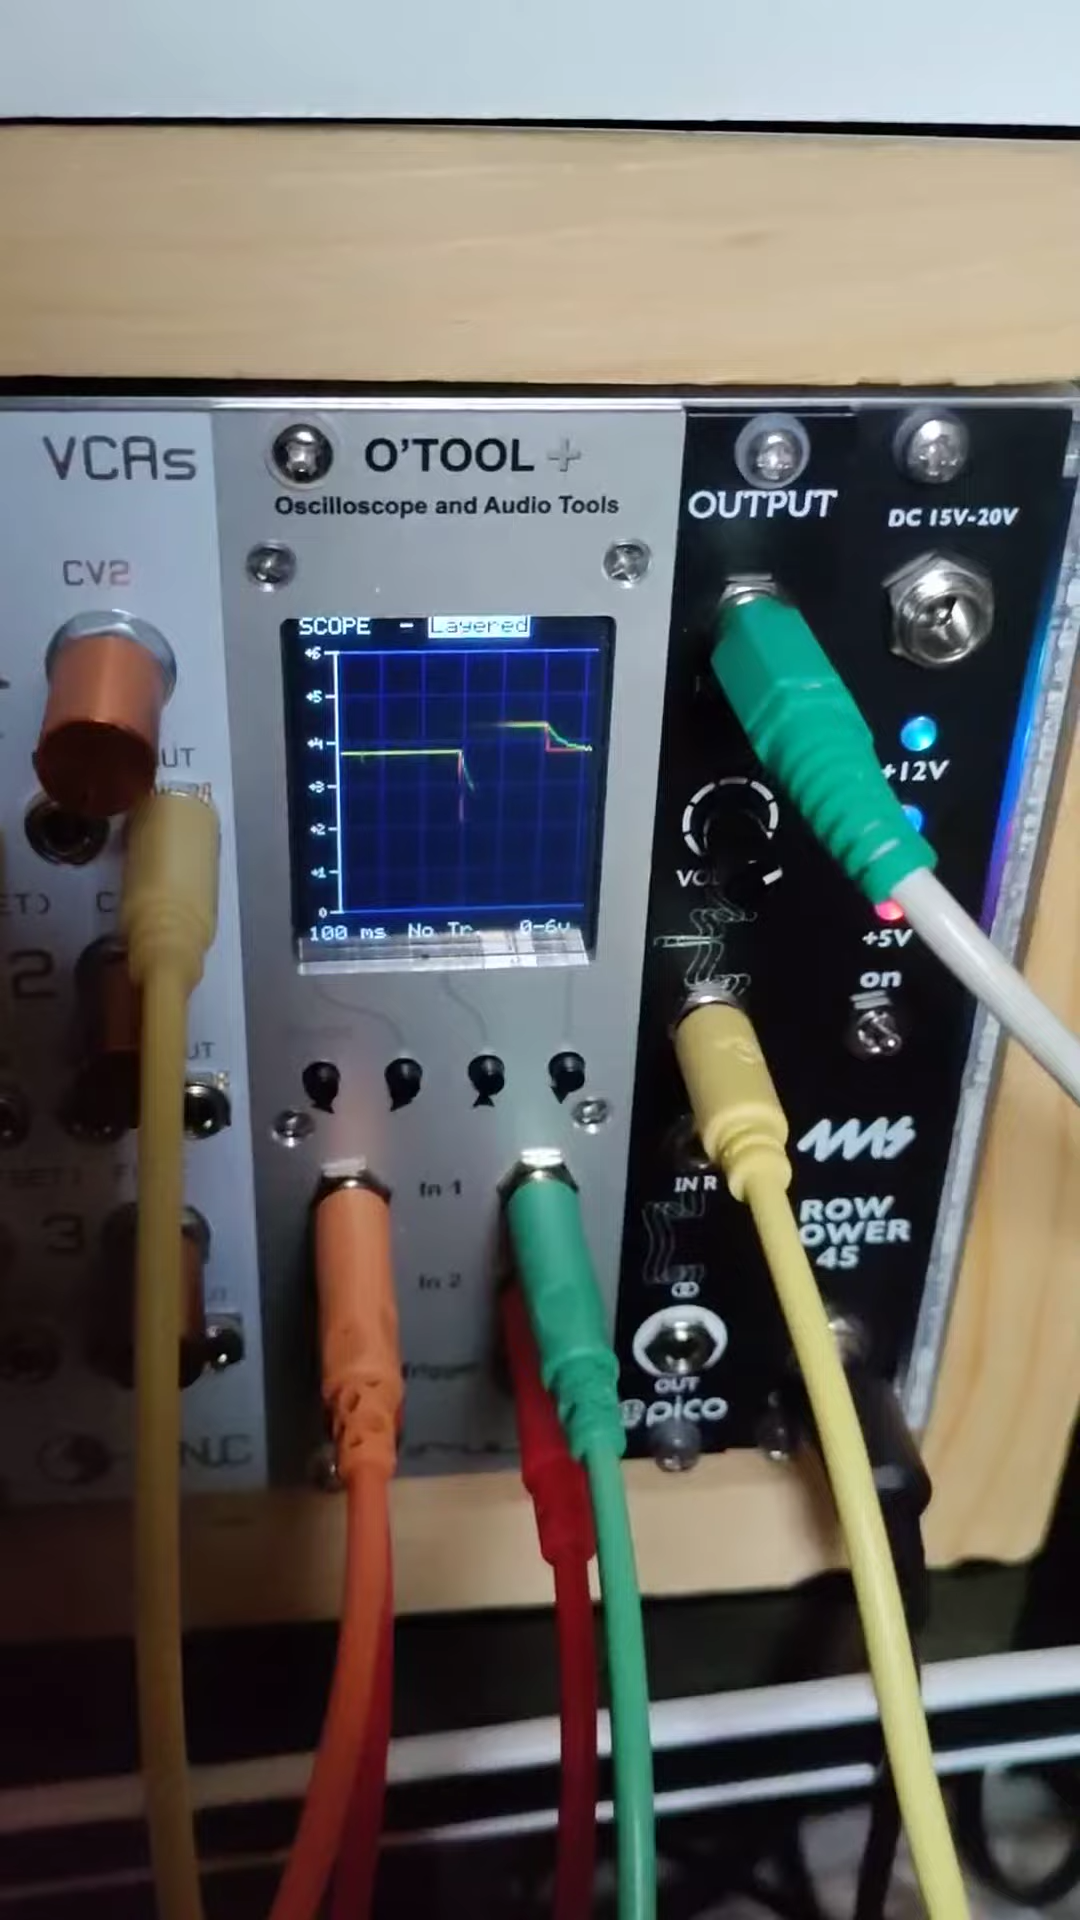 VCAs
CV2
2
3
O'TOOL +
Oscilloscope and Audio Tools
SCOPE - Layered
+6
+5
+4
+3
+2
+1
0
100 ms No Tr. 0-6v
In 1
In 2
OUTPUT
IN R
OUT
pico
DC 15V-20V
+12V
+5V
on
ROW
45